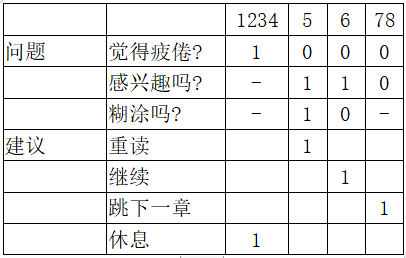 1234 5 6 78
问题 觉得疲倦? 1 0 0 0
感兴趣吗? - 1 1 0
糊涂吗? - 1 0 -
建议 重读 1
继续 1
跳下一章 1
休息 1